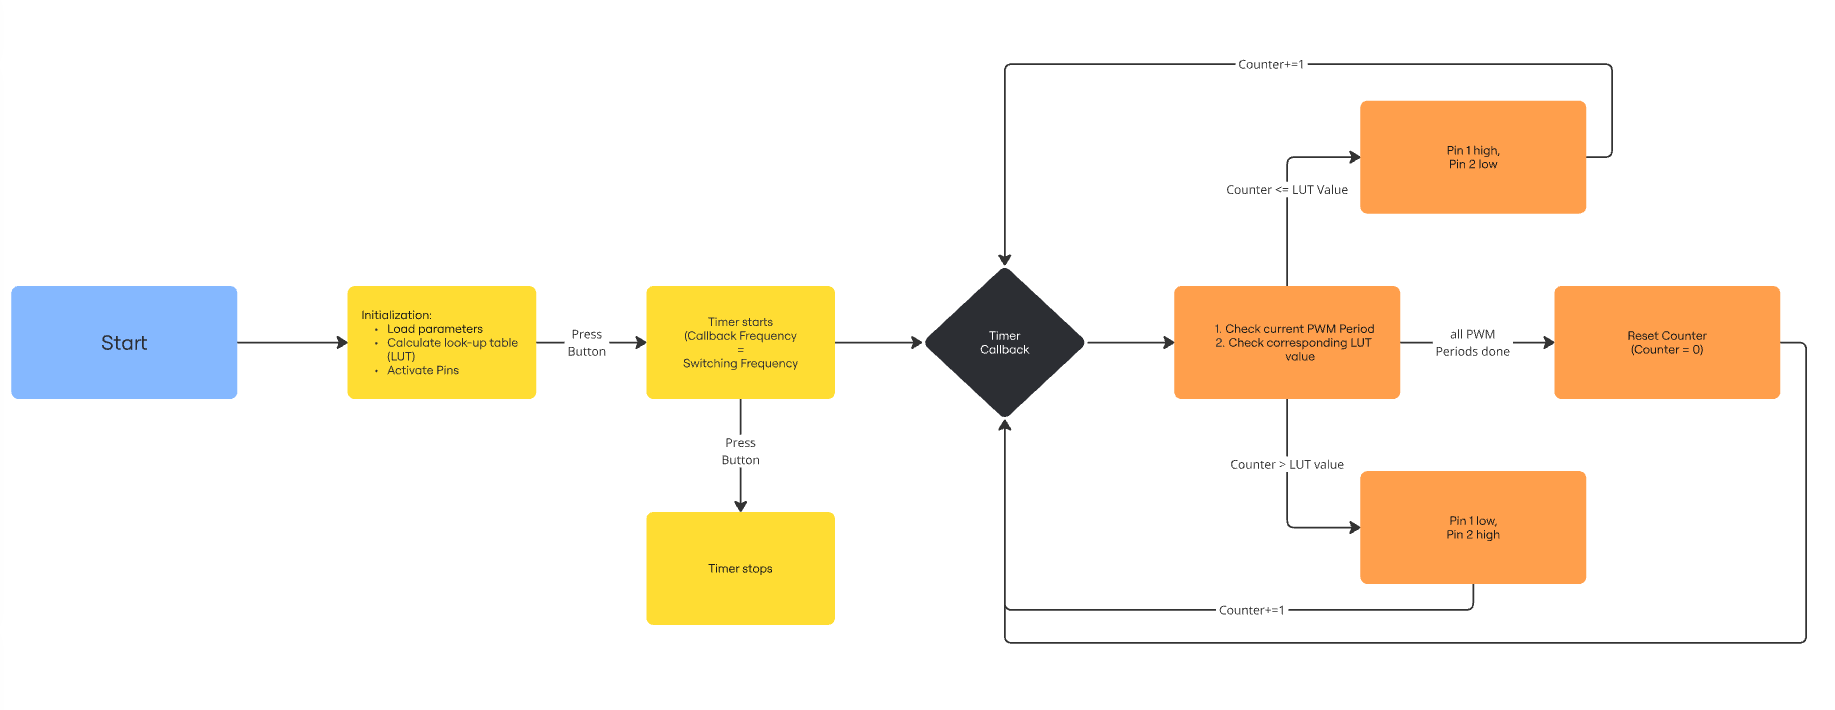 Counter+=1
Pin 1 high,
Pin 2 low
Counter <= LUT Value
Start
Initialization:
• Load parameters
• Calculate look-up table
(LUT)
• Activate Pins
Press
Button
Timer starts
(Callback Frequency
=
Switching Frequency
Timer
Callback
1. Check current PWM Period
2. Check corresponding LUT
value
all PWM
Periods done
Reset Counter
(Counter = 0)
Press
Button
Counter > LUT value
Pin 1 low,
Pin 2 high
Timer stops
Counter+=1